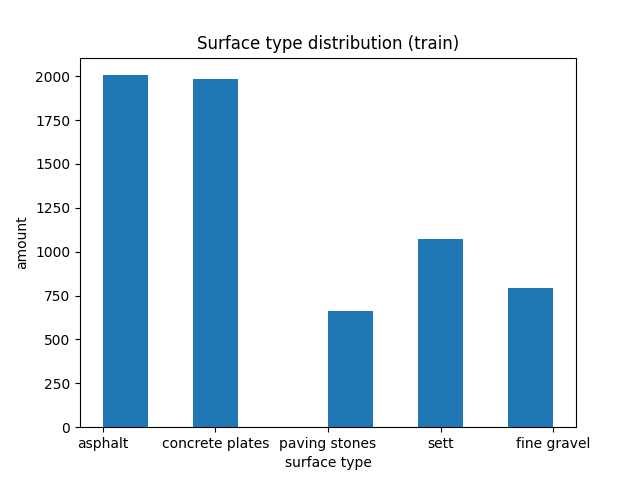 Surface type distribution (train)
2000
1750
1500
1250
1000
750
500
250
0
amount
asphalt concrete plates paving stones sett fine gravel
surface type